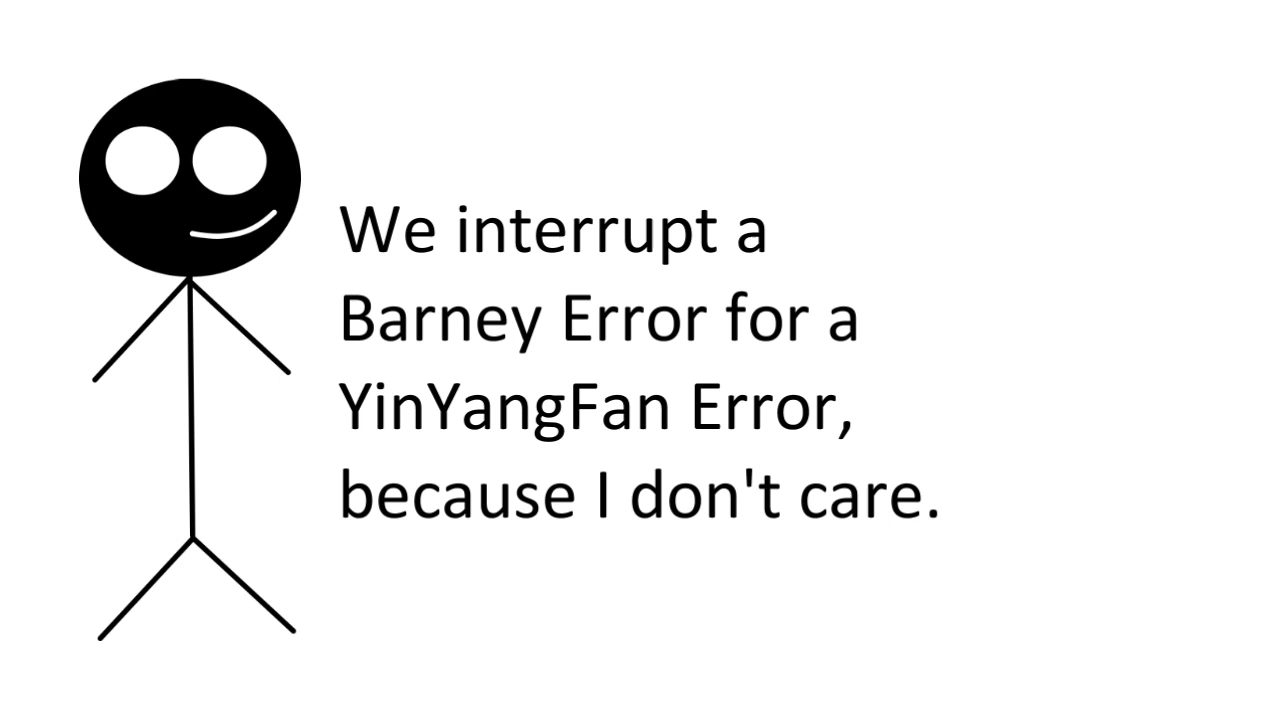 We interrupt a
Barney Error for a
YinYangFan Error,
because I don't care.